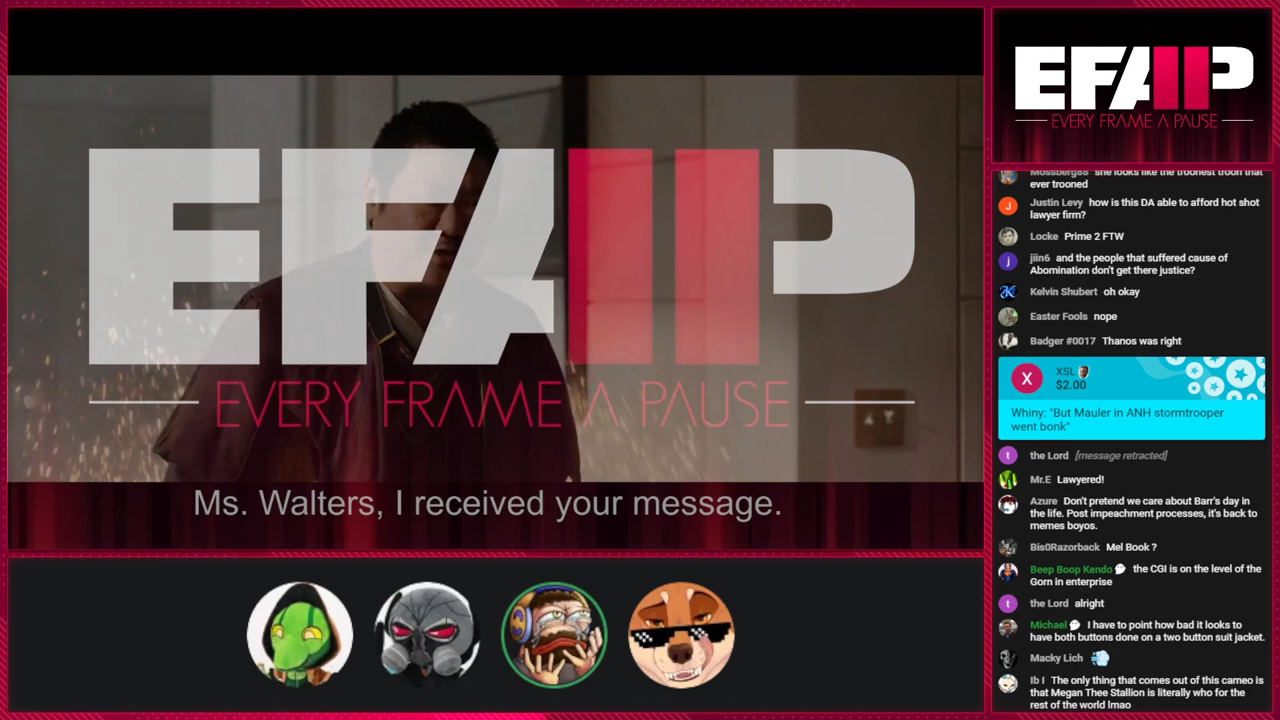 EFAP
EVERY FRAME A PAUSE
Ms. Walters, I received your message.
EFAP
EVERY FRAME A PAUSE
Mossberg88 she looks like the troonest troon that
ever trooned
J
Justin Levy how is this DA able to afford hot shot
lawyer firm?
Locke Prime 2 FTW
j
jiin6 and the people that suffered cause of
Abomination don't get there justice?
Kelvin Shubert oh okay
Easter Fools nope
Badger #0017 Thanos was right
X
XSL
$2.00
Whiny: "But Mauler in ANH stormtrooper
went bonk"
t
the Lord [message retracted]
Mr.E Lawyered!
Azure Don't pretend we care about Barr's day in
the life. Post impeachment processes, it's back to
memes boyos.
Bis0Razorback Mel Book ?
Beep Boop Kendo the CGI is on the level of the
Gorn in enterprise
t
the Lord alright
Michael I have to point how bad it looks to
have both buttons done on a two button suit jacket.
Macky Lich
Ib I The only thing that comes out of this cameo is
that Megan Thee Stallion is literally who for the
rest of the world lmao